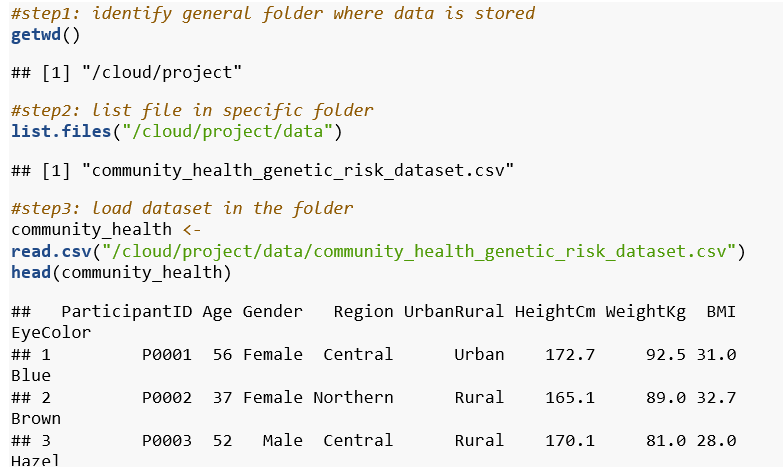 #step1: identify general folder where data is stored
getwd()
## [1] "/cloud/project"
#step2: list file in specific folder
list.files("/cloud/project/data")
## [1] "community_health_genetic_risk_dataset.csv"
#step3: load dataset in the folder
community_health <-
read.csv("/cloud/project/data/community_health_genetic_risk_dataset.csv")
head(community_health)
##   ParticipantID Age Gender   Region UrbanRural HeightCm WeightKg  BMI
EyeColor
## 1         P0001  56 Female  Central      Urban    172.7     92.5 31.0
Blue
## 2         P0002  37 Female Northern      Rural    165.1     89.0 32.7
Brown
## 3         P0003  52   Male  Central      Rural    170.1     81.0 28.0
Hazel